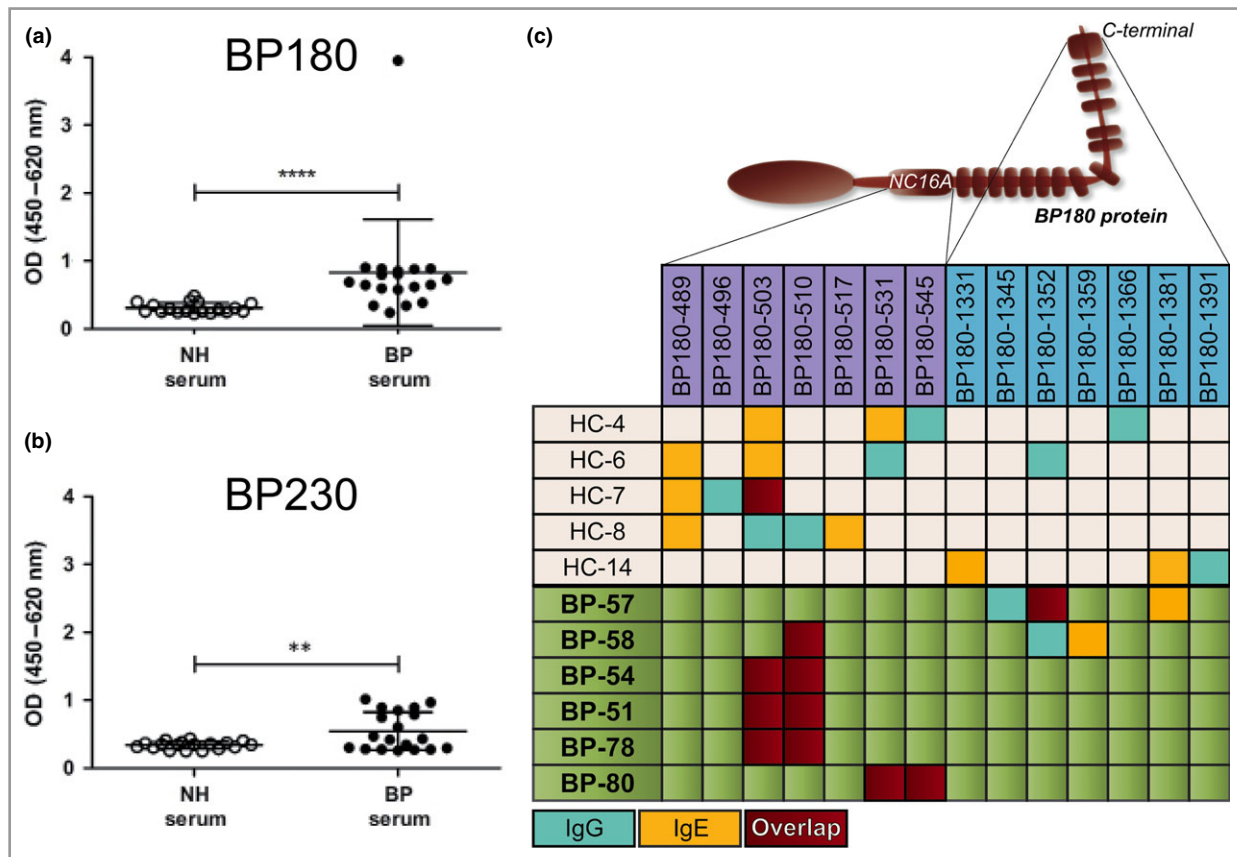 (a)
BP180
4
3
2
1
0
OD (450–620 nm)
****
NH
serum
BP
serum
(b)
BP230
4
3
2
1
0
OD (450–620 nm)
**
NH
serum
BP
serum
(c)
C-terminal
NC16A
BP180 protein
BP180-489
BP180-496
BP180-503
BP180-510
BP180-517
BP180-531
BP180-545
BP180-1331
BP180-1345
BP180-1352
BP180-1359
BP180-1366
BP180-1381
BP180-1391
HC-4
HC-6
HC-7
HC-8
HC-14
BP-57
BP-58
BP-54
BP-51
BP-78
BP-80
IgG
IgE
Overlap